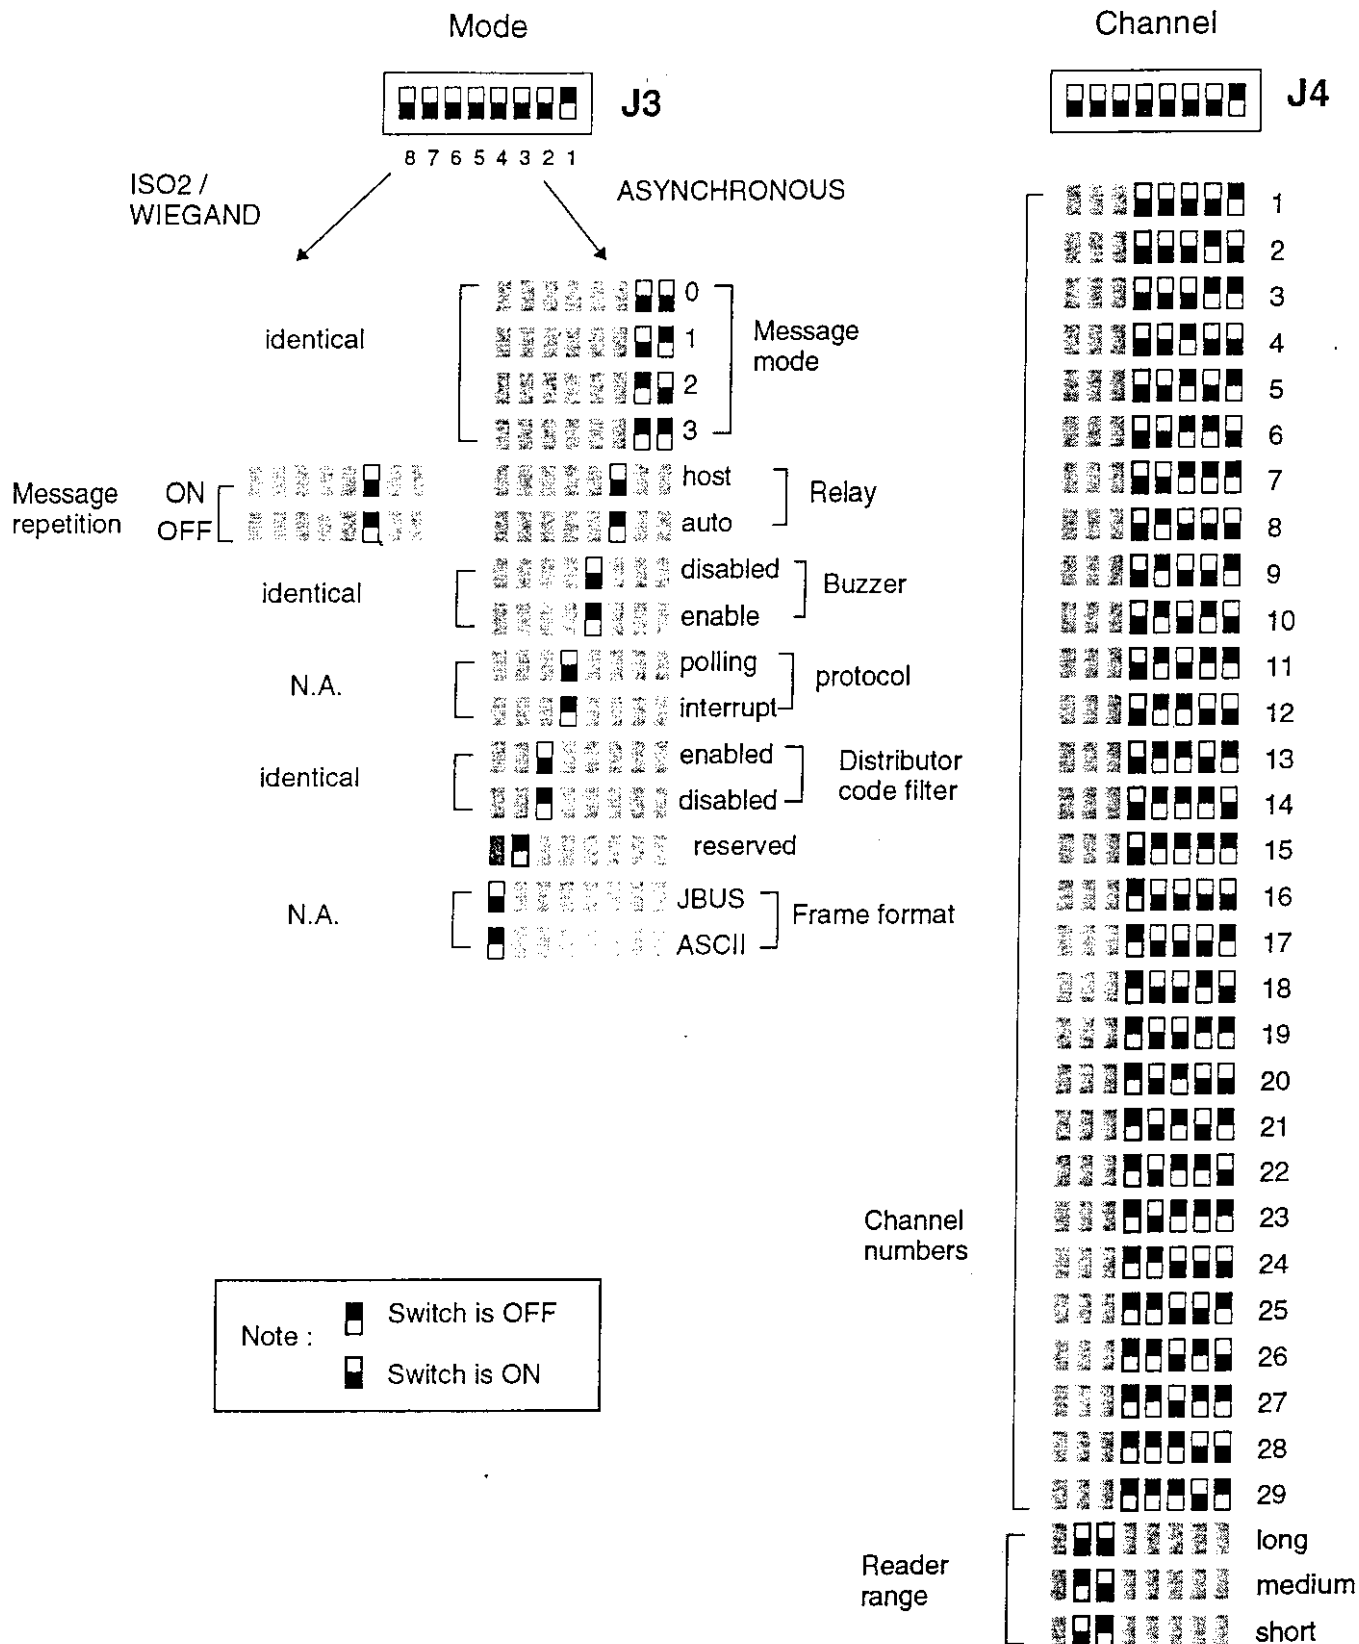 Mode
J3
8 7 6 5 4 3 2 1
ISO2 /
WIEGAND
ASYNCHRONOUS
identical
0
1
2
3
Message
mode
Message
repetition
ON
OFF
host
auto
Relay
identical
disabled
enable
Buzzer
N.A.
polling
interrupt
protocol
identical
enabled
disabled
Distributor
code filter
reserved
N.A.
JBUS
ASCII
Frame format
Note :
Switch is OFF
Switch is ON
Channel
J4
1
2
3
4
5
6
7
8
9
10
11
12
13
14
15
16
17
18
19
20
21
22
23
24
25
26
27
28
29
Channel
numbers
Reader
range
long
medium
short